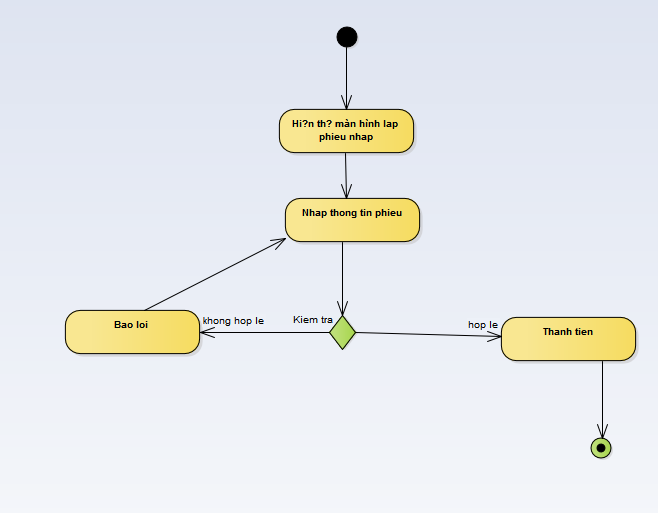 Hi?n th? màn hình lap
phieu nhap
Nhap thong tin phieu
Bao loi
khong hop le
Kiem tra
hop le
Thanh tien